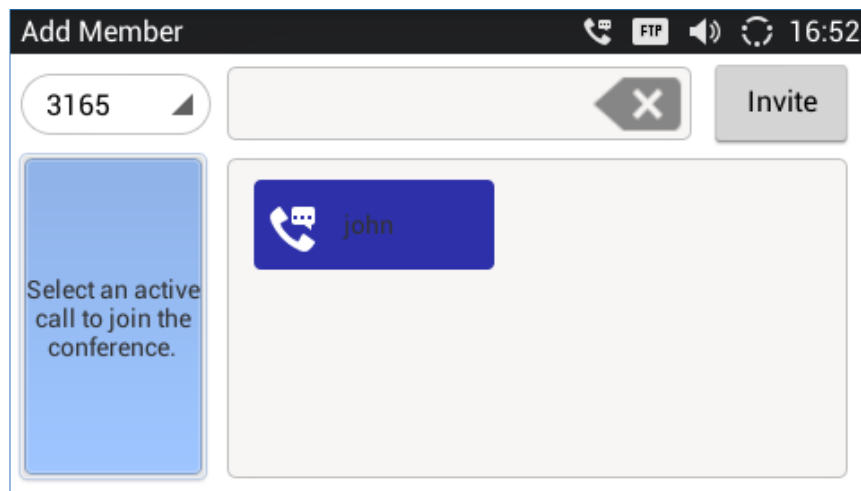 Add Member
FTP
16:52
3165
Invite
Select an active
call to join the
conference.
john